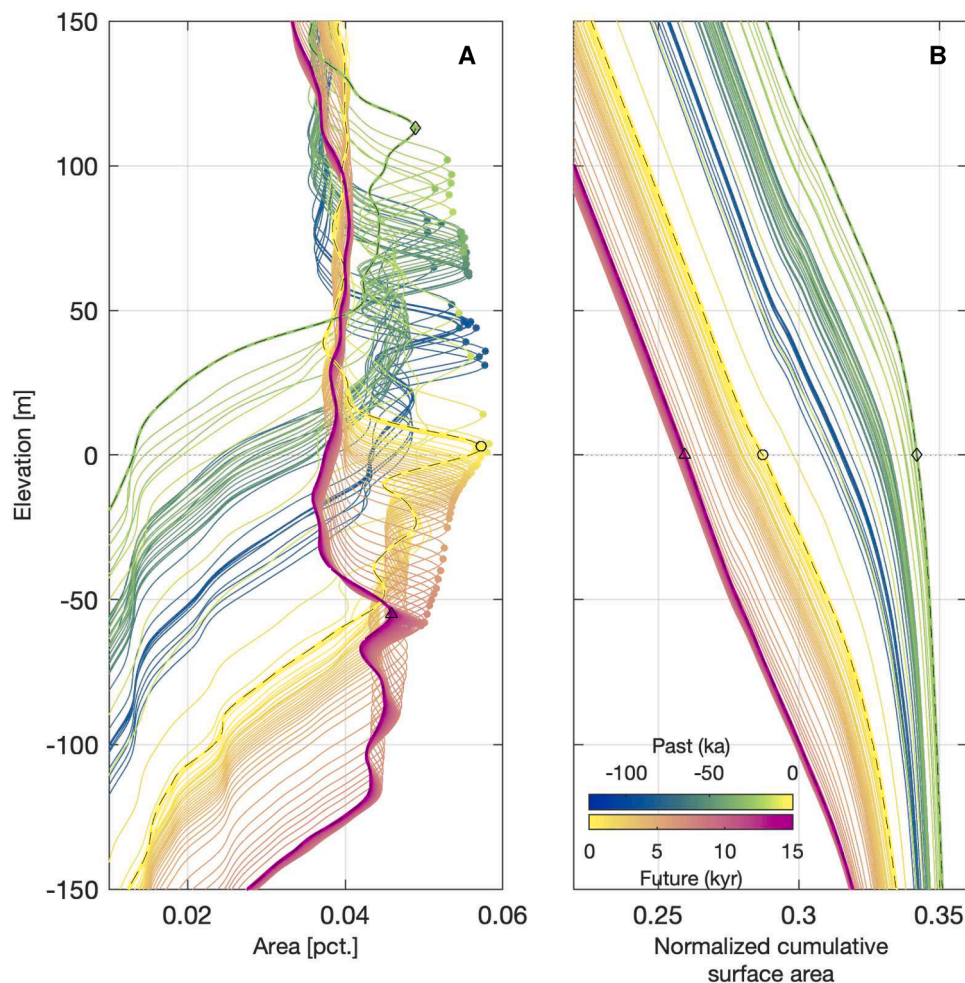 A
B
150
100
50
0
-50
-100
-150
Elevation [m]
0.02
0.04
0.06
Area [pct.]
Past (ka)
-100
-50
0
0
5
10
15
Future (kyr)
0.25
0.3
0.35
Normalized cumulative
surface area